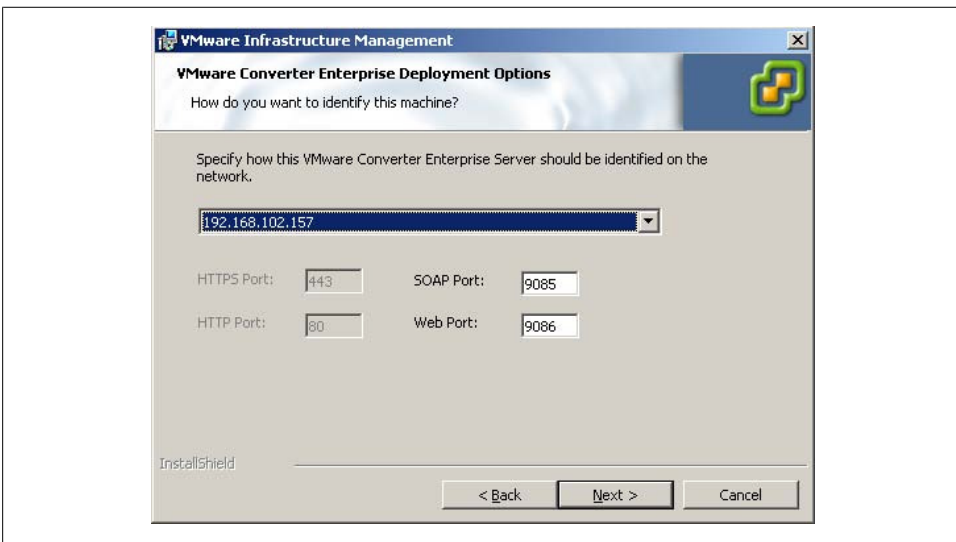 VMware Infrastructure Management
VMware Converter Enterprise Deployment Options
How do you want to identify this machine?
Specify how this VMware Converter Enterprise Server should be identified on the
network.
192.168.102.157
HTTPS Port: 443 SOAP Port: 9085
HTTP Port: 80 Web Port: 9086
InstallShield
< Back Next > Cancel